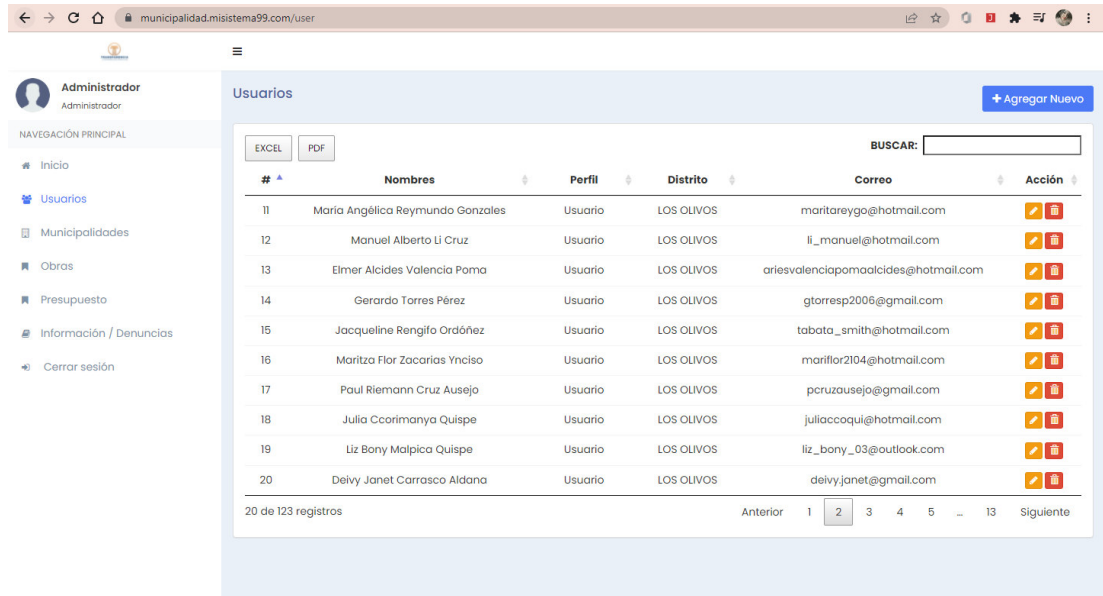 municipalidad.misistema99.com/user
Administrador
Administrador
NAVEGACIÓN PRINCIPAL
Inicio
Usuarios
Municipalidades
Obras
Presupuesto
Información / Denuncias
Cerrar sesión
Usuarios
+ Agregar Nuevo
EXCEL PDF BUSCAR:
# Nombres Perfil Distrito Correo Acción
11 Maria Angélica Reymundo Gonzales Usuario LOS OLIVOS maritareygo@hotmail.com
12 Manuel Alberto Li Cruz Usuario LOS OLIVOS li_manuel@hotmail.com
13 Elmer Alcides Valencia Poma Usuario LOS OLIVOS ariesvalenciapomaalcides@hotmail.com
14 Gerardo Torres Pérez Usuario LOS OLIVOS gtorresp2006@gmail.com
15 Jacqueline Rengifo Ordóñez Usuario LOS OLIVOS tabata_smith@hotmail.com
16 Maritza Flor Zacarias Ynciso Usuario LOS OLIVOS mariflor2104@hotmail.com
17 Paul Riemann Cruz Ausejo Usuario LOS OLIVOS pcruzausejo@gmail.com
18 Julia Ccorimanya Quispe Usuario LOS OLIVOS juliaccoqui@hotmail.com
19 Liz Bony Malpica Quispe Usuario LOS OLIVOS liz_bony_03@outlook.com
20 Deivy Janet Carrasco Aldana Usuario LOS OLIVOS deivy.janet@gmail.com
20 de 123 registros Anterior 1 2 3 4 5 … 13 Siguiente